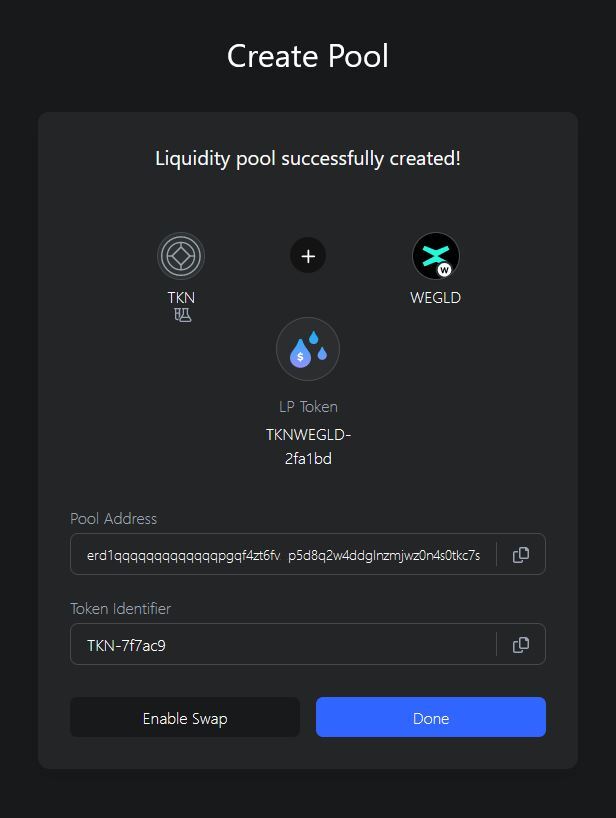 Create Pool
Liquidity pool successfully created!
TKN
W
WEGLD
$
LP Token
TKNWEGLD-
2fa1bd
Pool Address
erd1qqqqqqqqqqqqqpgqf4zt6fv p5d8q2w4ddglnzmjwz0n4s0tkc7s
Token Identifier
TKN-7f7ac9
Enable Swap
Done